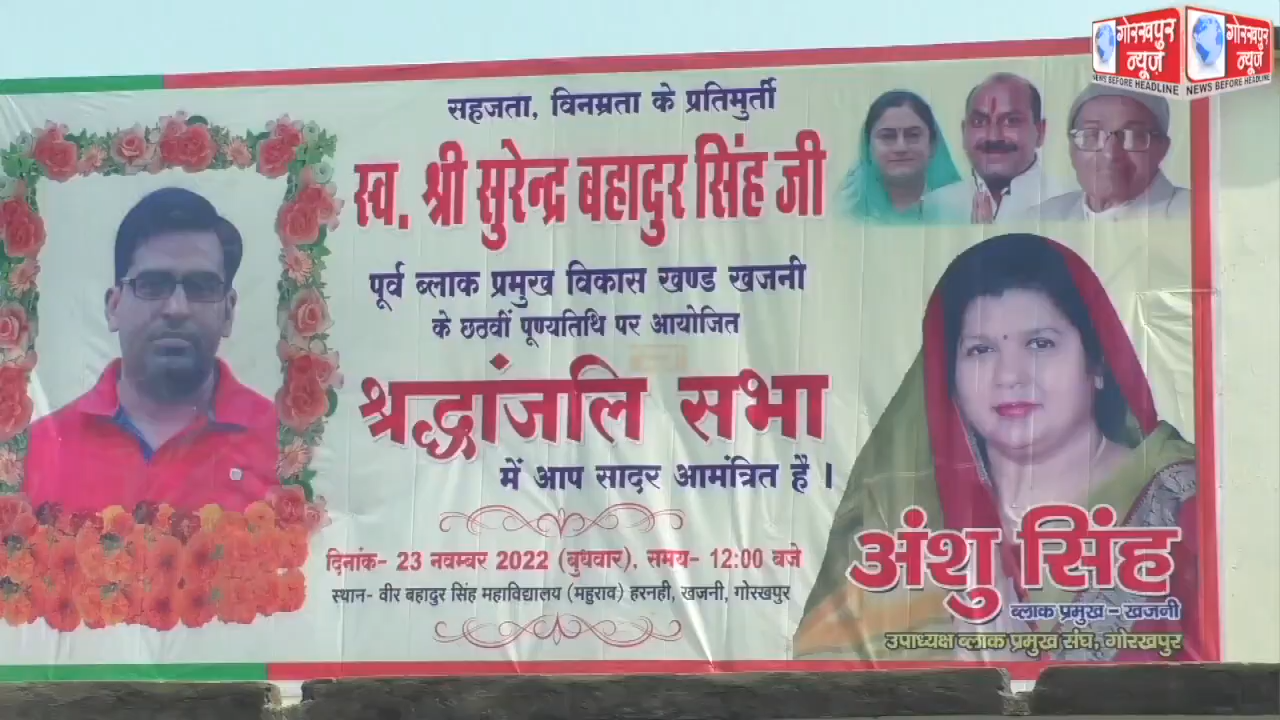 गोरखपुर न्यूज़ NEWS BEFORE HEADLINE
गोरखपुर न्यूज़ NEWS BEFORE HEADLINE
सहजता, विनम्रता के प्रतिमुर्ती
स्व. श्री सुरेन्द्र बहादुर सिंह जी
पूर्व ब्लाक प्रमुख विकास खण्ड खजनी
के छठवीं पूण्यतिथि पर आयोजित
श्रद्धांजलि सभा
में आप सादर आमंत्रित है ।
दिनांक- 23 नवम्बर 2022 (बुधवार). समय- 12:00 बजे
स्थान- वीर बहादुर सिंह महाविद्यालय (महुराव) हरनही, खजनी, गोरखपुर
अंशु सिंह
ब्लाक प्रमुख - खजनी
उपाध्यक्ष ब्लाक प्रमुख संघ, गोरखपुर